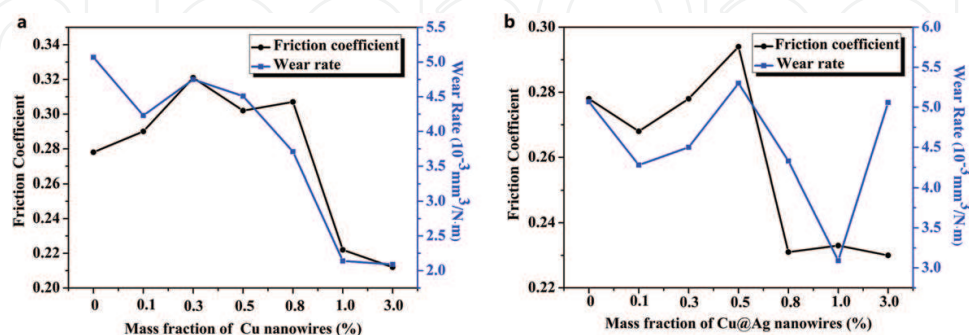 a
Friction coefficient
Wear rate
Friction Coefficient
0.34
0.32
0.30
0.28
0.26
0.24
0.22
0.20
5.5
5.0
4.5
4.0
3.5
3.0
2.5
2.0
Wear Rate (10⁻³ mm³/N·m)
0 0.1 0.3 0.5 0.8 1.0 3.0
Mass fraction of Cu nanowires (%)
b
Friction coefficient
Wear rate
Friction Coefficient
0.30
0.28
0.26
0.24
0.22
6.0
5.5
5.0
4.5
4.0
3.5
3.0
Wear Rate (10⁻³ mm³/N·m)
0 0.1 0.3 0.5 0.8 1.0 3.0
Mass fraction of Cu@Ag nanowires (%)